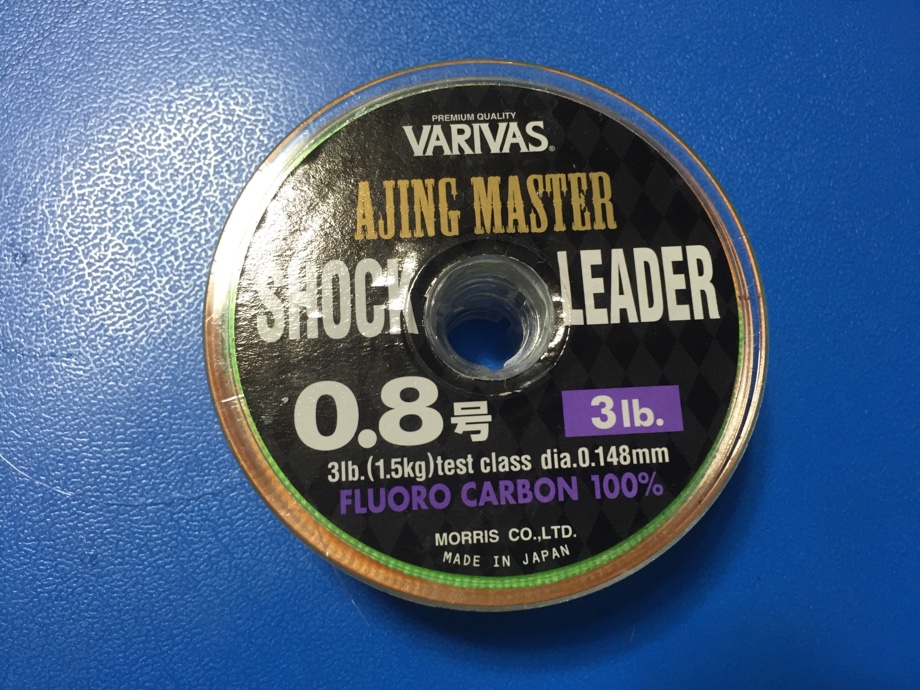 PREMIUM QUALITY
VARIVAS®
AJING MASTER
SHOCK LEADER
0.8号 3lb.
3lb.(1.5kg)test class dia.0.148mm
FLUORO CARBON 100%
MORRIS CO.,LTD.
MADE IN JAPAN